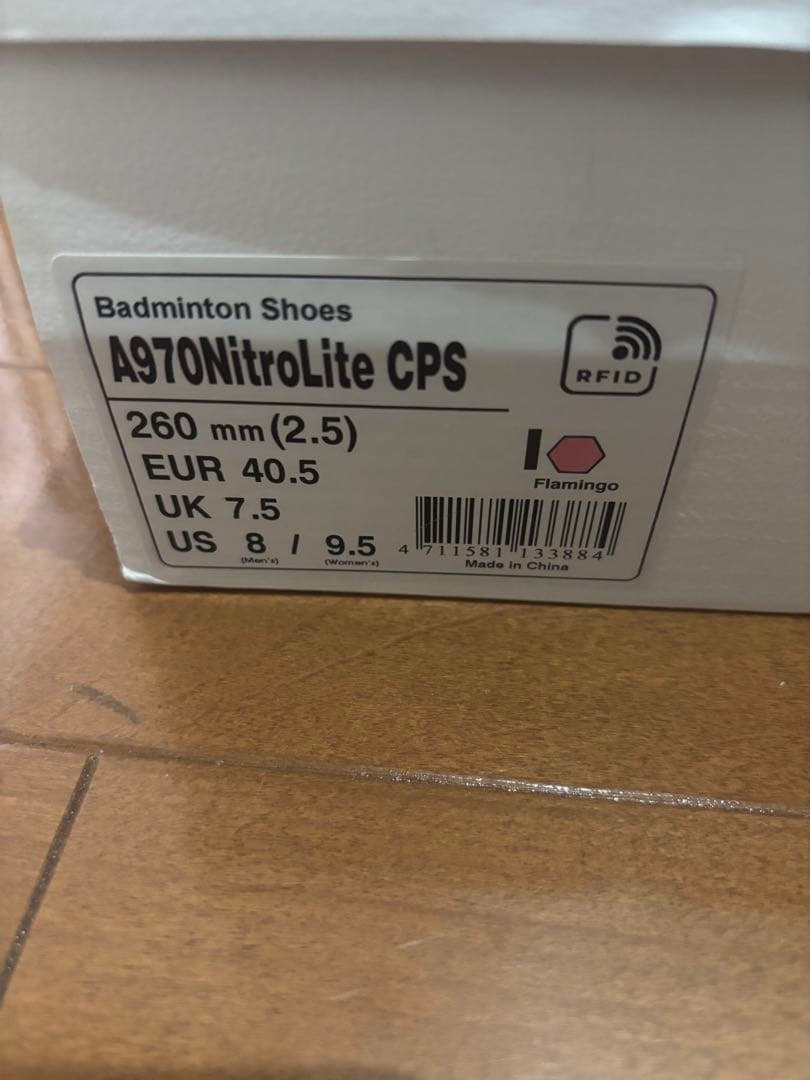 Badminton Shoes
A970NitroLite CPS
RFID
260 mm (2.5)
EUR 40.5
UK 7.5
US 8 / 9.5
(Men's) (Women's)
I
Flamingo
4 711581 133884
Made in China